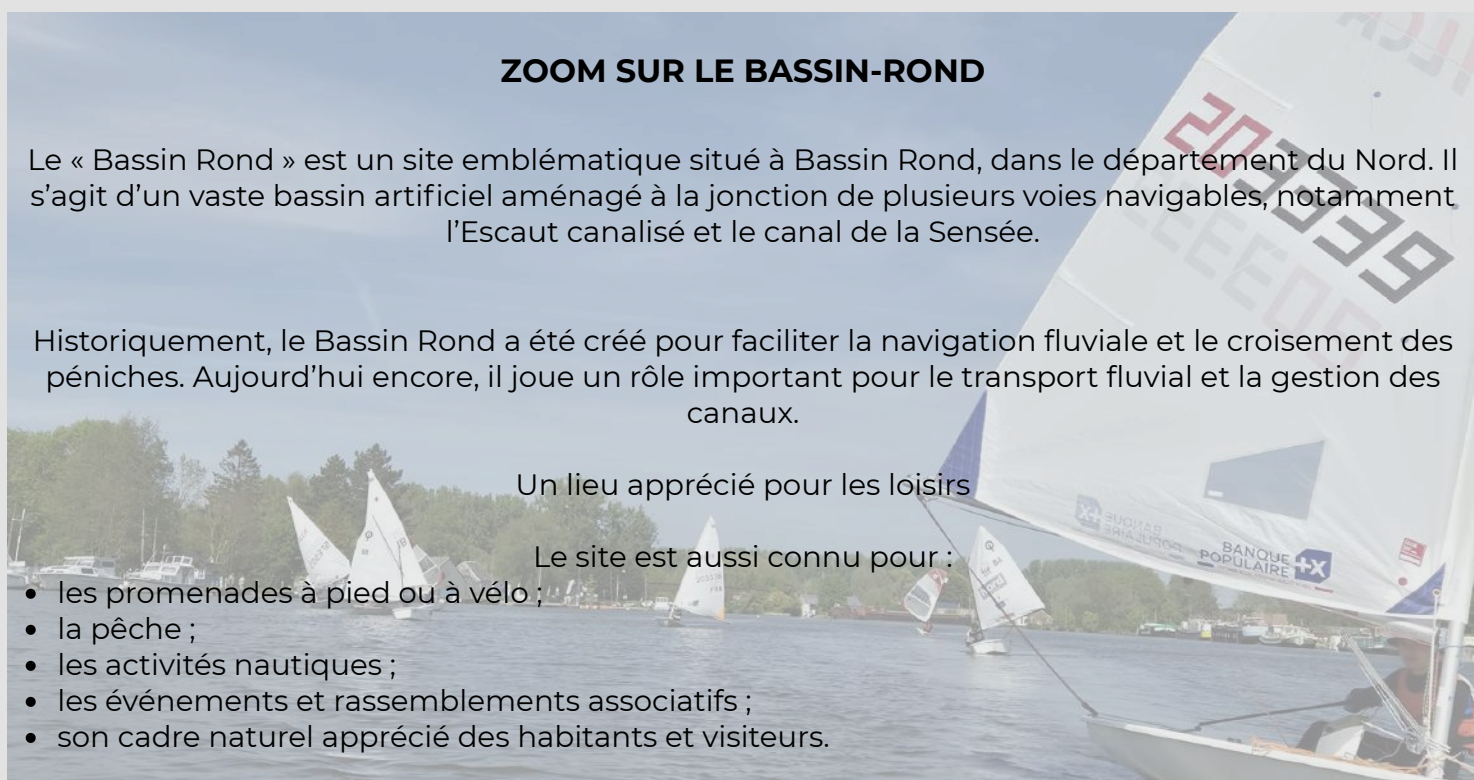 ZOOM SUR LE BASSIN-ROND
Le « Bassin Rond » est un site emblématique situé à Bassin Rond, dans le département du Nord. Il
s’agit d’un vaste bassin artificiel aménagé à la jonction de plusieurs voies navigables, notamment
l’Escaut canalisé et le canal de la Sensée.
Historiquement, le Bassin Rond a été créé pour faciliter la navigation fluviale et le croisement des
péniches. Aujourd’hui encore, il joue un rôle important pour le transport fluvial et la gestion des
canaux.
Un lieu apprécié pour les loisirs
Le site est aussi connu pour :
• les promenades à pied ou à vélo ;
• la pêche ;
• les activités nautiques ;
• les événements et rassemblements associatifs ;
• son cadre naturel apprécié des habitants et visiteurs.
203339
BANQUE
POPULAIRE